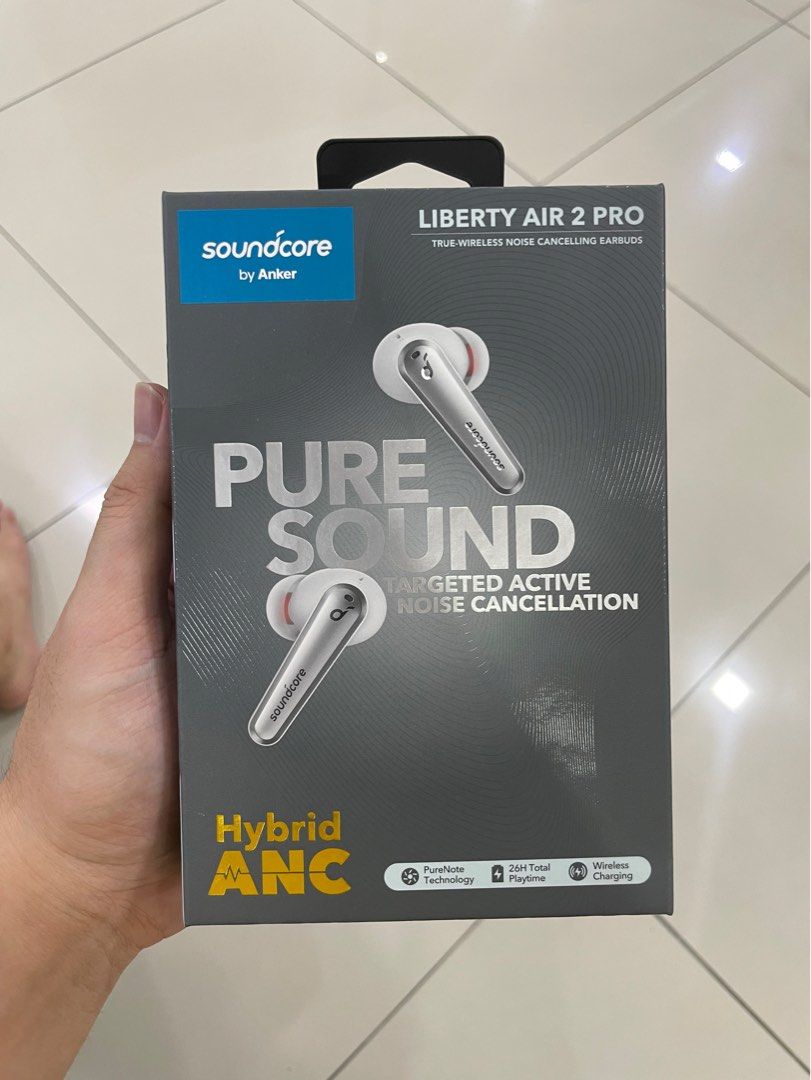 soundcore
by Anker
LIBERTY AIR 2 PRO
TRUE-WIRELESS NOISE CANCELLING EARBUDS
soundcore
PURE
SOUND
TARGETED ACTIVE
NOISE CANCELLATION
soundcore
Hybrid
ANC
PureNote
Technology
26H Total
Playtime
Wireless
Charging